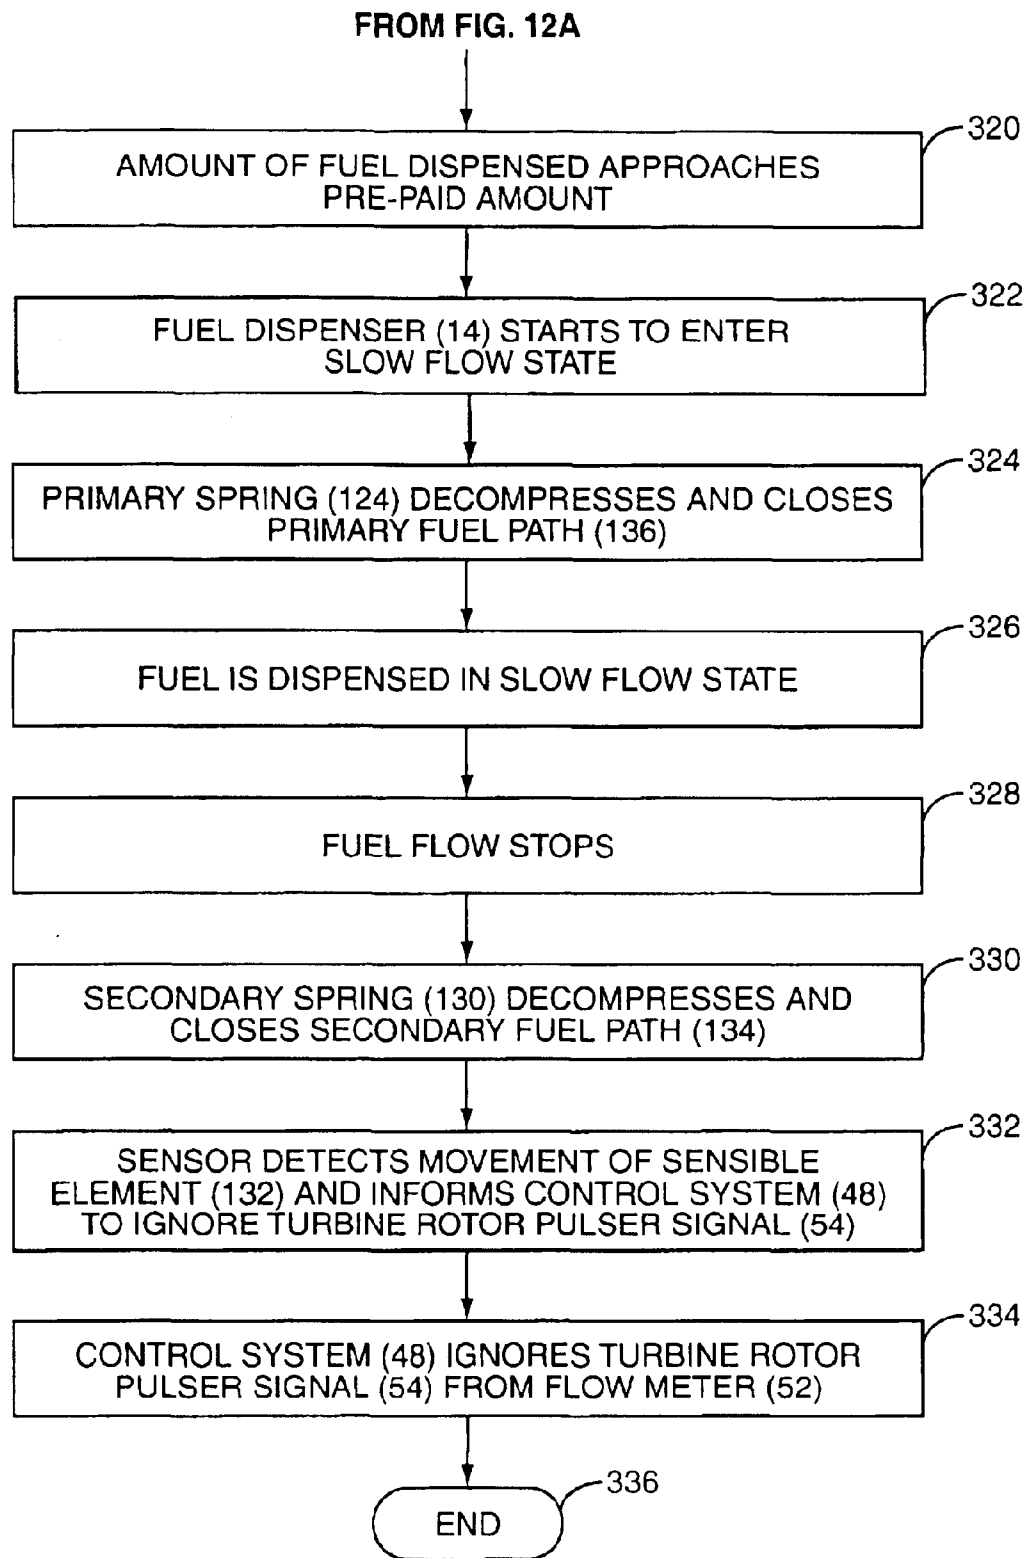 FROM FIG. 12A
320
AMOUNT OF FUEL DISPENSED APPROACHES
PRE-PAID AMOUNT
322
FUEL DISPENSER (14) STARTS TO ENTER
SLOW FLOW STATE
324
PRIMARY SPRING (124) DECOMPRESSES AND CLOSES
PRIMARY FUEL PATH (136)
326
FUEL IS DISPENSED IN SLOW FLOW STATE
328
FUEL FLOW STOPS
330
SECONDARY SPRING (130) DECOMPRESSES AND
CLOSES SECONDARY FUEL PATH (134)
332
SENSOR DETECTS MOVEMENT OF SENSIBLE
ELEMENT (132) AND INFORMS CONTROL SYSTEM (48)
TO IGNORE TURBINE ROTOR PULSER SIGNAL (54)
334
CONTROL SYSTEM (48) IGNORES TURBINE ROTOR
PULSER SIGNAL (54) FROM FLOW METER (52)
336
END